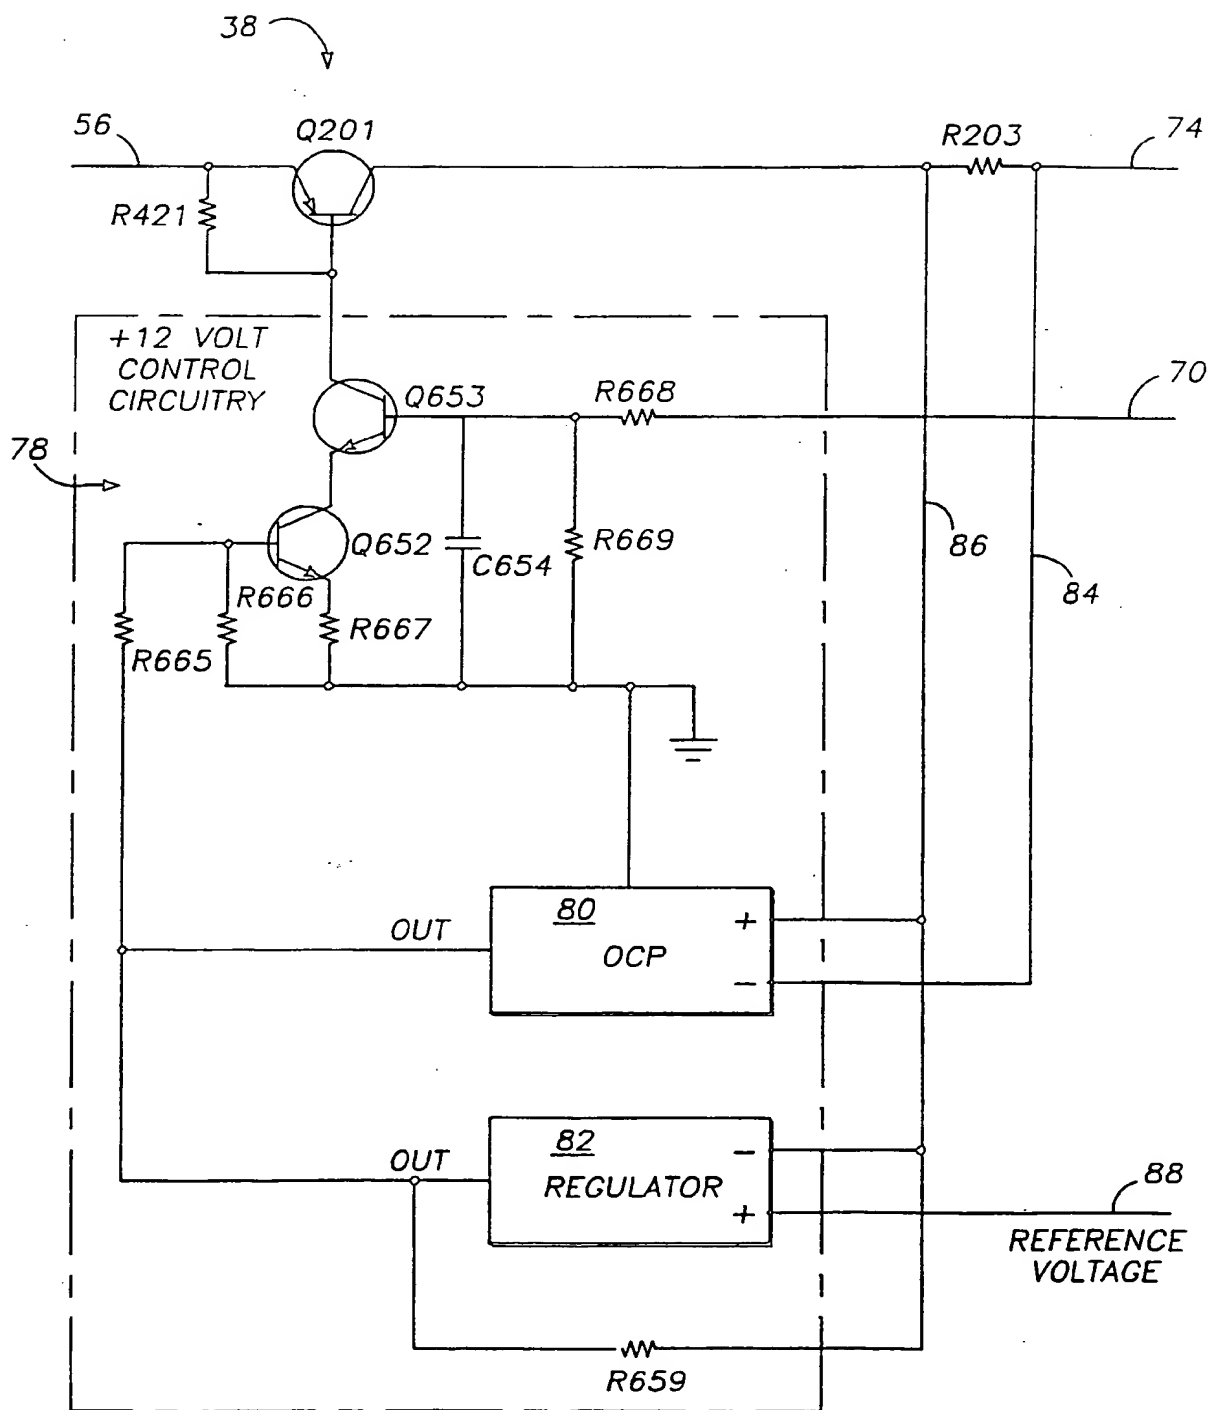 38
56
Q201
R203
74
R421
+12 VOLT
CONTROL
CIRCUITRY
Q653
R668
70
78
Q652
C654
R669
86
84
R666
R667
R665
80
OCP
+
−
OUT
82
REGULATOR
−
+
OUT
88
REFERENCE
VOLTAGE
R659